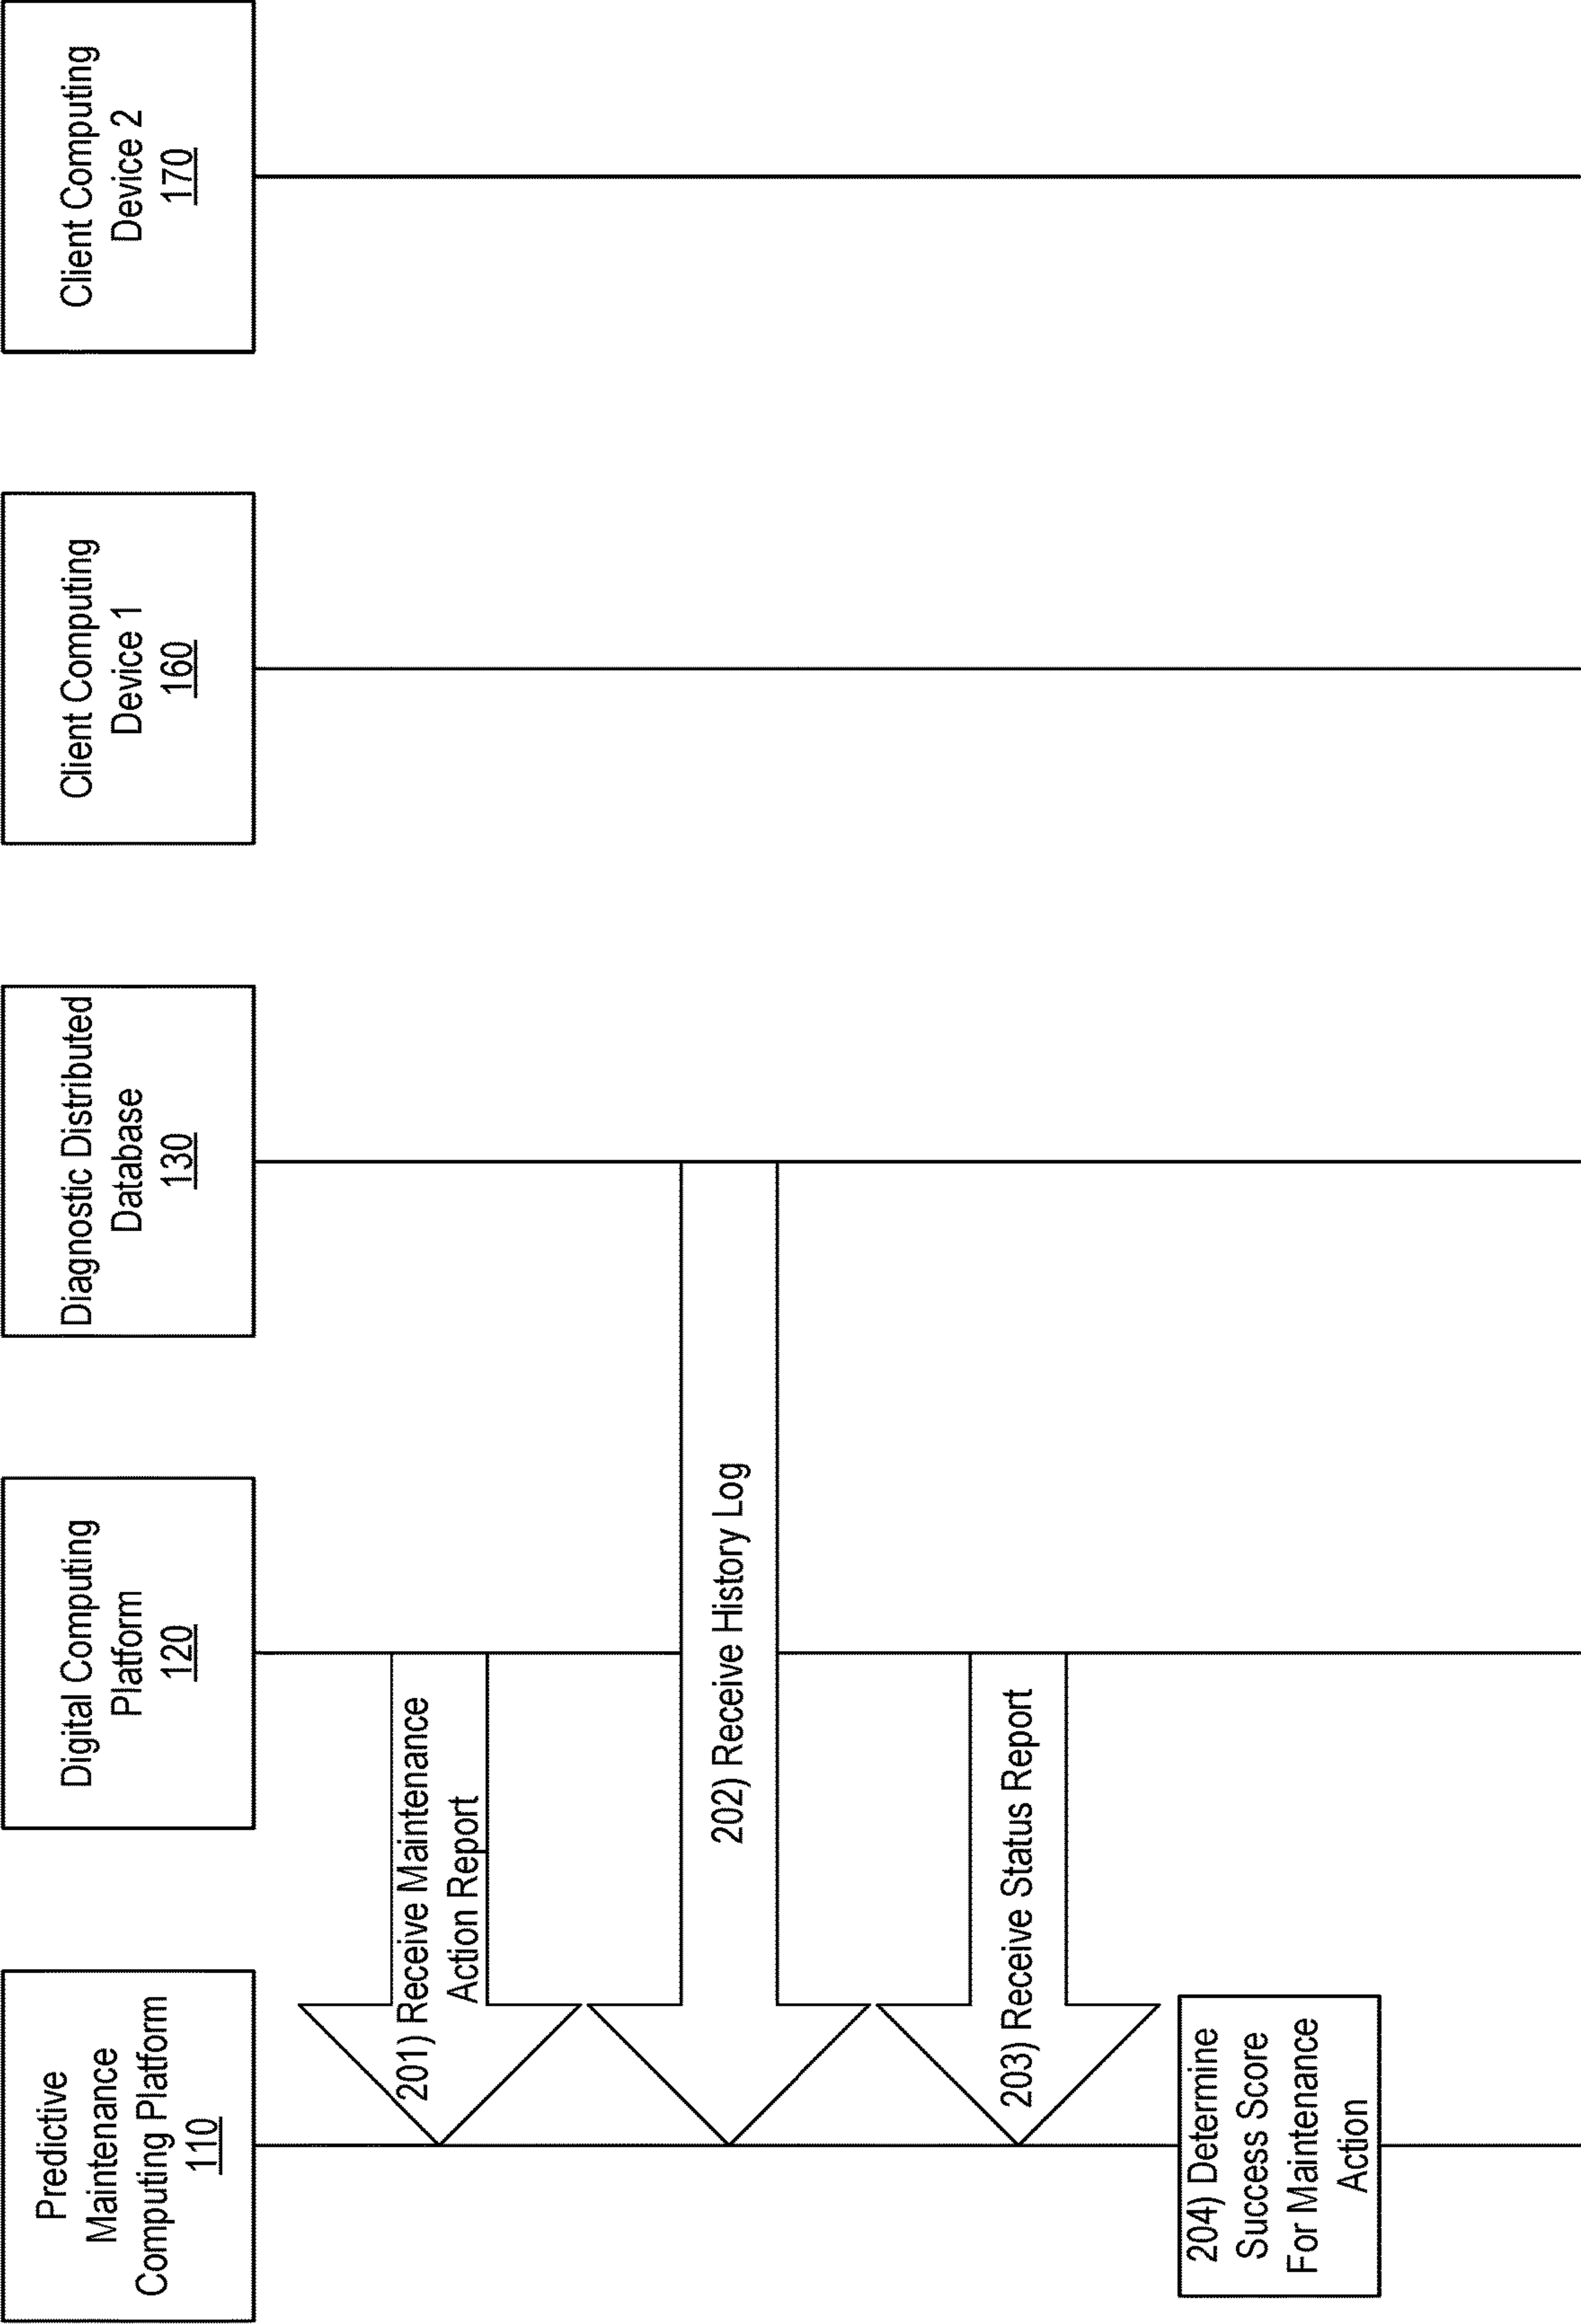 Predictive
Maintenance
Computing Platform
110
Digital Computing
Platform
120
Diagnostic Distributed
Database
130
Client Computing
Device 1
160
Client Computing
Device 2
170
201) Receive Maintenance
Action Report
202) Receive History Log
203) Receive Status Report
204) Determine
Success Score
For Maintenance
Action